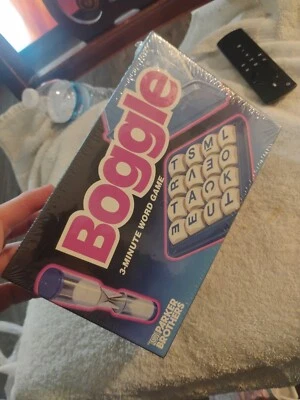 Boggle
3-MINUTE WORD GAME
T S M L
R E V E O
T A C K
U E U T
PARKER
BROTHERS